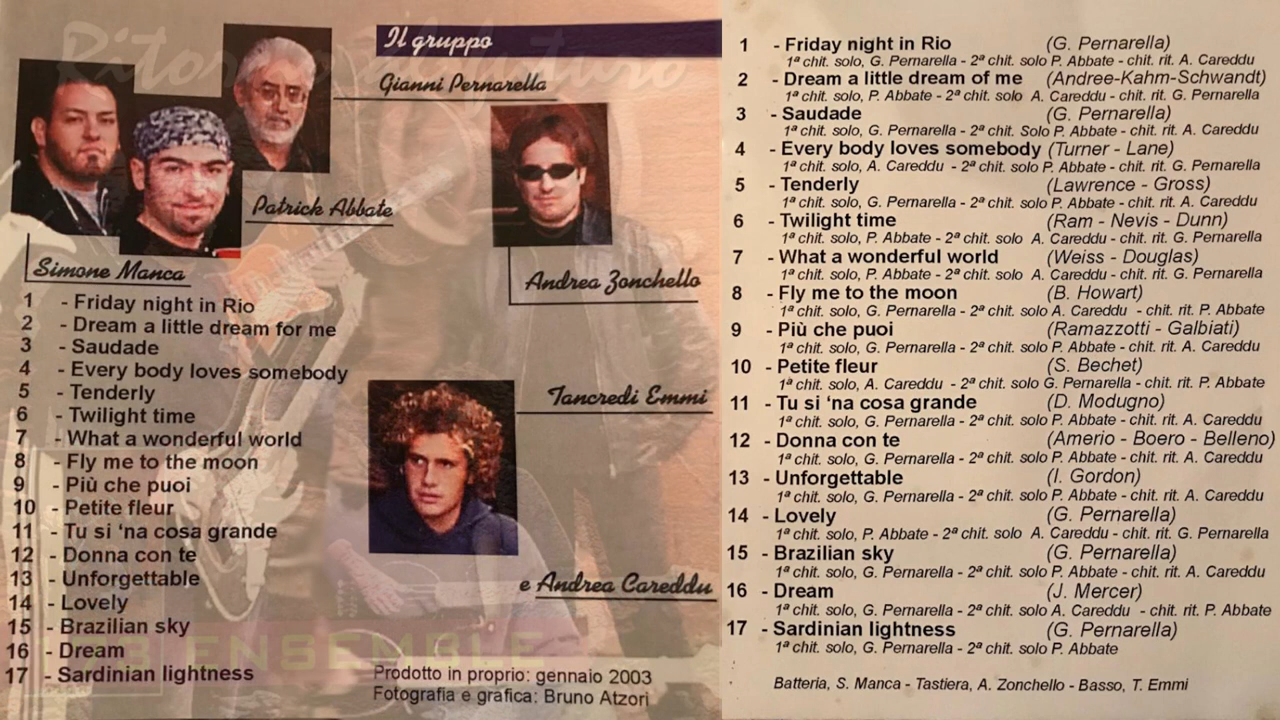 Ritorno al futuro
Il gruppo
Gianni Pernarella
Patrick Abbate
Simone Manca
Andrea Zonchello
1 - Friday night in Rio
2 - Dream a little dream for me
3 - Saudade
4 - Every body loves somebody
5 - Tenderly
6 - Twilight time
7 - What a wonderful world
8 - Fly me to the moon
9 - Più che puoi
10 - Petite fleur
11 - Tu si ‘na cosa grande
12 - Donna con te
13 - Unforgettable
14 - Lovely
15 - Brazilian sky
16 - Dream
17 - Sardinian lightness
Tancredi Emmi
e Andrea Careddu
ENSEMBLE
Prodotto in proprio: gennaio 2003
Fotografia e grafica: Bruno Atzori
1 - Friday night in Rio (G. Pernarella)
1ª chit. solo, G. Pernarella - 2ª chit. solo P. Abbate - chit. rit. A. Careddu
2 - Dream a little dream of me (Andree-Kahm-Schwandt)
1ª chit. solo, P. Abbate - 2ª chit. solo A. Careddu - chit. rit. G. Pernarella
3 - Saudade (G. Pernarella)
1ª chit. solo, G. Pernarella - 2ª chit. Solo P. Abbate - chit. rit. A. Careddu
4 - Every body loves somebody (Turner - Lane)
1ª chit. solo, A. Careddu - 2ª chit. solo P. Abbate - chit. rit. G. Pernarella
5 - Tenderly (Lawrence - Gross)
1ª chit. solo, G. Pernarella - 2ª chit. solo P. Abbate - chit. rit. A. Careddu
6 - Twilight time (Ram - Nevis - Dunn)
1ª chit. solo, P. Abbate - 2ª chit. solo A. Careddu - chit. rit. G. Pernarella
7 - What a wonderful world (Weiss - Douglas)
1ª chit. solo, P. Abbate - 2ª chit. solo A. Careddu - chit. rit. G. Pernarella
8 - Fly me to the moon (B. Howart)
1ª chit. solo, G. Pernarella - 2ª chit. solo A. Careddu - chit. rit. P. Abbate
9 - Più che puoi (Ramazzotti - Galbiati)
1ª chit. solo, G. Pernarella - 2ª chit. solo P. Abbate - chit. rit. A. Careddu
10 - Petite fleur (S. Bechet)
1ª chit. solo, A. Careddu - 2ª chit. solo G. Pernarella - chit. rit. P. Abbate
11 - Tu si ‘na cosa grande (D. Modugno)
1ª chit. solo, G. Pernarella - 2ª chit. solo P. Abbate - chit. rit. A. Careddu
12 - Donna con te (Amerio - Boero - Belleno)
1ª chit. solo, G. Pernarella - 2ª chit. solo P. Abbate - chit. rit. A. Careddu
13 - Unforgettable (I. Gordon)
1ª chit. solo, G. Pernarella - 2ª chit. solo P. Abbate - chit. rit. A. Careddu
14 - Lovely (G. Pernarella)
1ª chit. solo, P. Abbate - 2ª chit. solo A. Careddu - chit. rit. G. Pernarella
15 - Brazilian sky (G. Pernarella)
1ª chit. solo, G. Pernarella - 2ª chit. solo P. Abbate - chit. rit. A. Careddu
16 - Dream (J. Mercer)
1ª chit. solo, G. Pernarella - 2ª chit. solo A. Careddu - chit. rit. P. Abbate
17 - Sardinian lightness (G. Pernarella)
1ª chit. solo, G. Pernarella - 2ª chit. solo P. Abbate
Batteria, S. Manca - Tastiera, A. Zonchello - Basso, T. Emmi